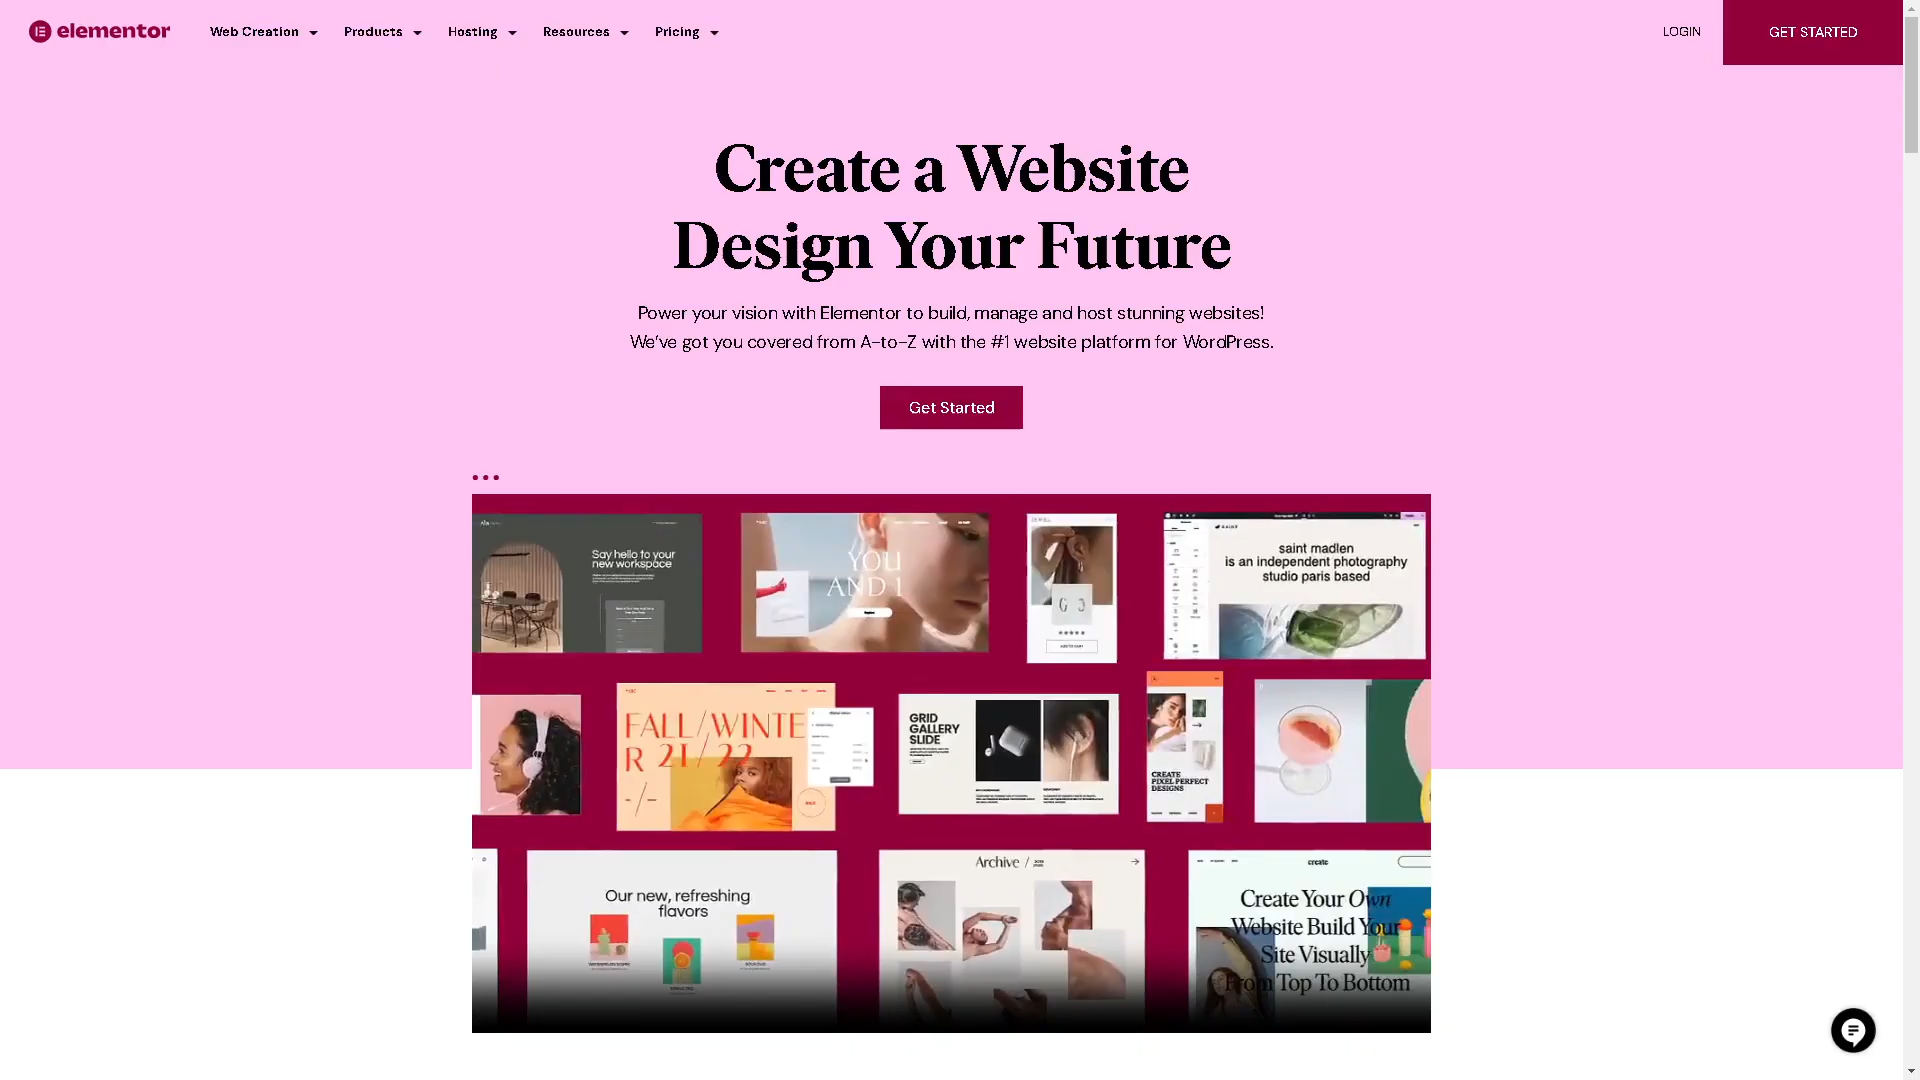 elementor
Web Creation
Products
Hosting
Resources
Pricing
LOGIN
GET STARTED
Create a Website
Design Your Future
Power your vision with Elementor to build, manage and host stunning websites!
We've got you covered from A-to-Z with the #1 website platform for WordPress.
Get Started
Say hello to your
new workspace
YOU
AND I
ADD TO CART
saint madlen
is an independent photography
studio paris based
FALL/WINTE
R 21/22
-/-
GRID
GALLERY
SLIDE
CREATE
PIXEL PERFECT
DESIGNS
Our new, refreshing
flavors
Archive /
create
Create Your Own
Website Build Your
Site Visually
From Top To Bottom